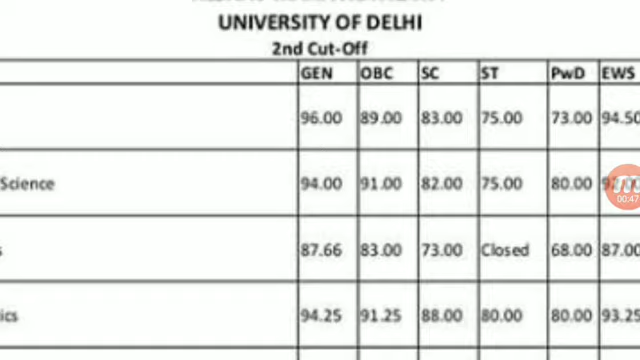 UNIVERSITY OF DELHI
2nd Cut-Off
GEN OBC SC ST PwD EWS
96.00 89.00 83.00 75.00 73.00 94.50
Science 94.00 91.00 82.00 75.00 80.00
00:47
s 87.66 83.00 73.00 Closed 68.00 87.00
ics 94.25 91.25 88.00 80.00 80.00 93.25